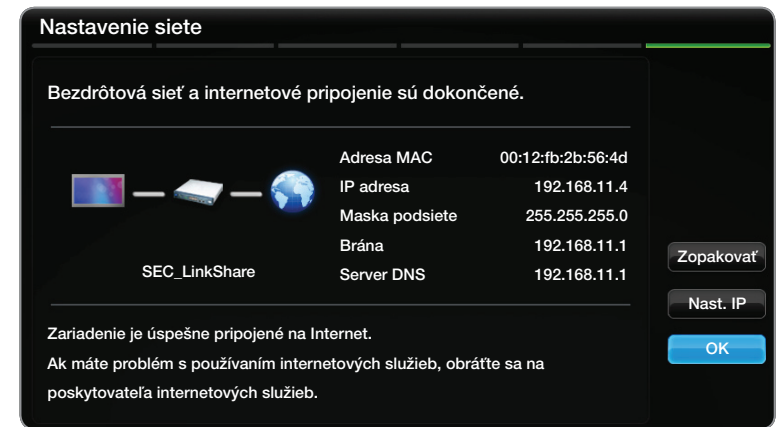 Nastavenie siete
Bezdrôtová sieť a internetové pripojenie sú dokončené.
Adresa MAC 00:12:fb:2b:56:4d
IP adresa 192.168.11.4
Maska podsiete 255.255.255.0
Brána 192.168.11.1
Server DNS 192.168.11.1
SEC_LinkShare
Zariadenie je úspešne pripojené na Internet.
Ak máte problém s používaním internetových služieb, obráťte sa na
poskytovateľa internetových služieb.
Zopakovať
Nast. IP
OK